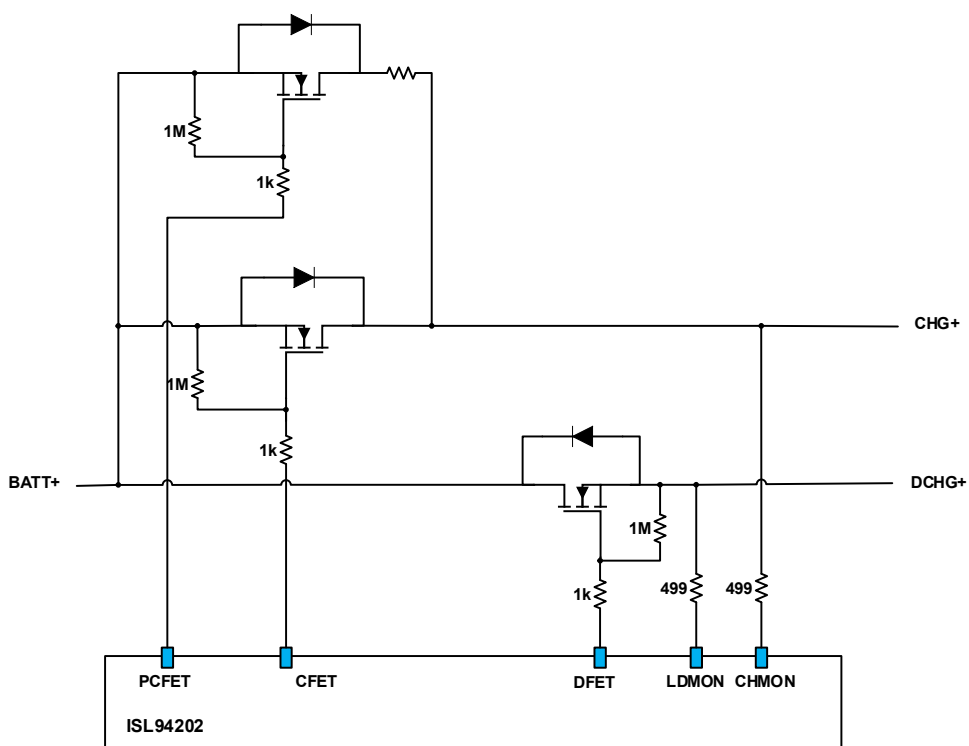 1M
1k
CHG+
1M
1k
BATT+
DCHG+
1M
1k
499
499
PCFET
CFET
DFET
LDMON
CHMON
ISL94202